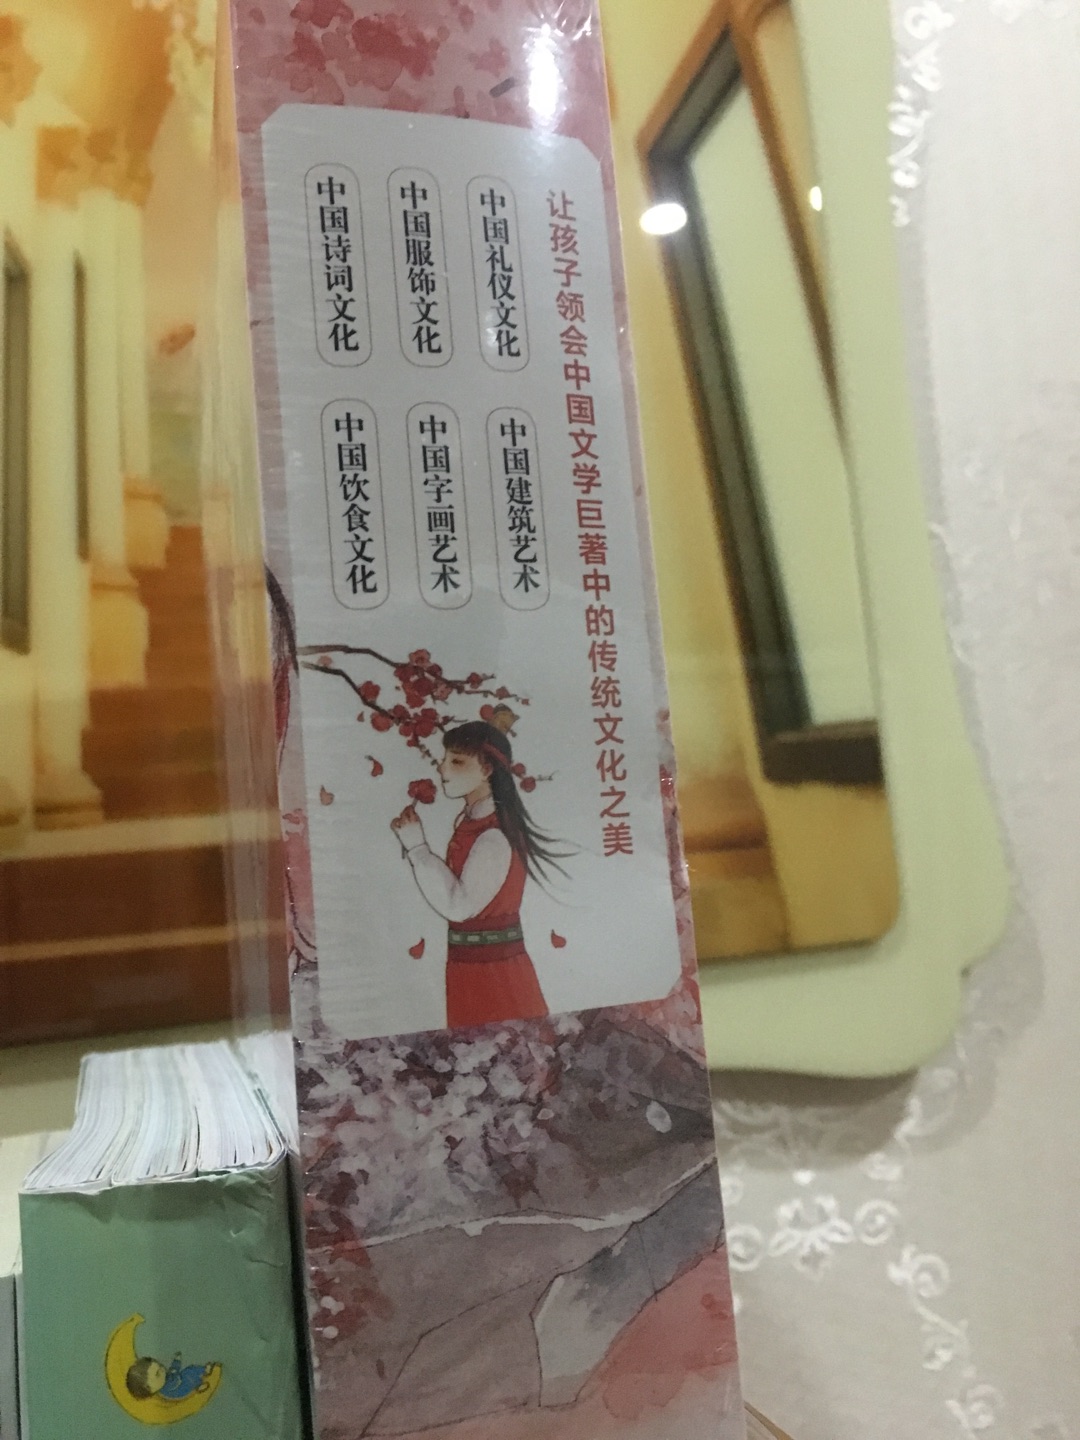 让孩子领会中国文学巨著中的传统文化之美
中国礼仪文化
中国服饰文化
中国诗词文化
中国建筑艺术
中国字画艺术
中国饮食文化